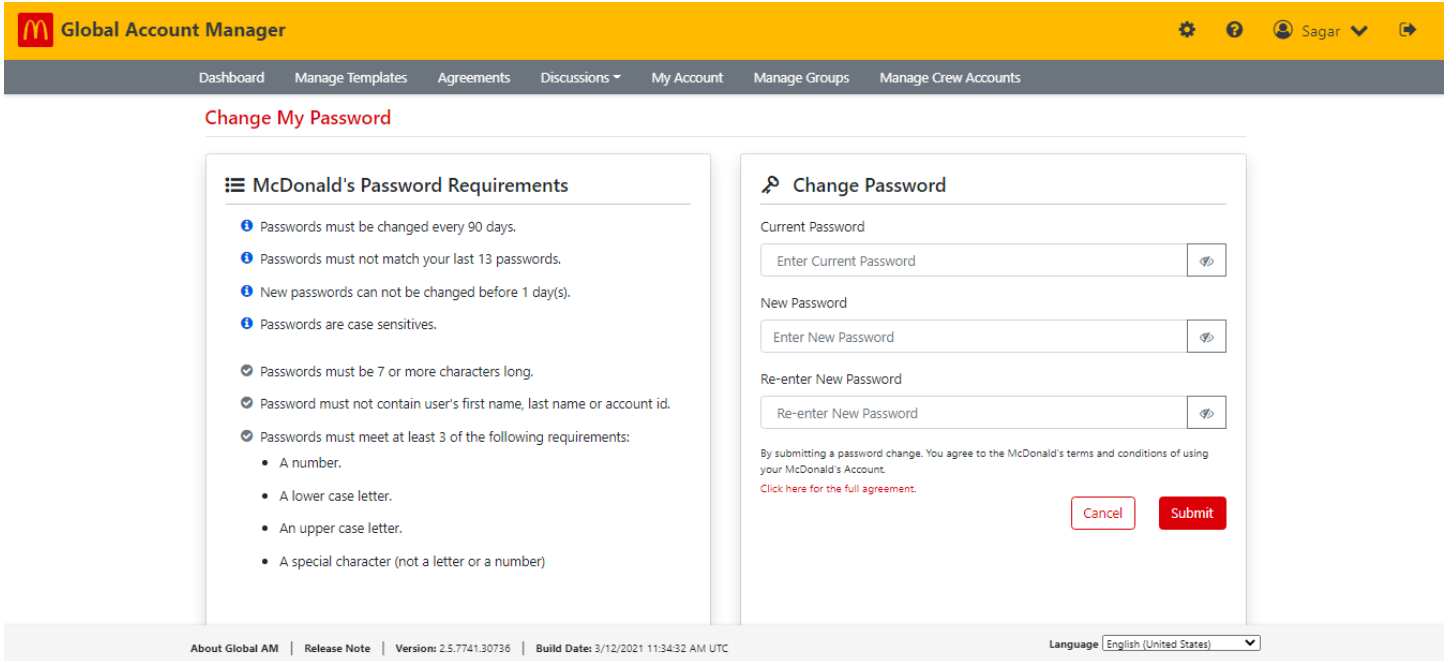 Global Account Manager
Sagar
Dashboard Manage Templates Agreements Discussions My Account Manage Groups Manage Crew Accounts
Change My Password
McDonald's Password Requirements
Passwords must be changed every 90 days.
Passwords must not match your last 13 passwords.
New passwords can not be changed before 1 day(s).
Passwords are case sensitives.
Passwords must be 7 or more characters long.
Password must not contain user's first name, last name or account id.
Passwords must meet at least 3 of the following requirements:
A number.
A lower case letter.
An upper case letter.
A special character (not a letter or a number)
Change Password
Current Password
Enter Current Password
New Password
Enter New Password
Re-enter New Password
Re-enter New Password
By submitting a password change. You agree to the McDonald's terms and conditions of using
your McDonald's Account.
Click here for the full agreement.
Cancel Submit
About Global AM | Release Note | Version: 2.5.7741.30736 | Build Date: 3/12/2021 11:34:32 AM UTC
Language English (United States)